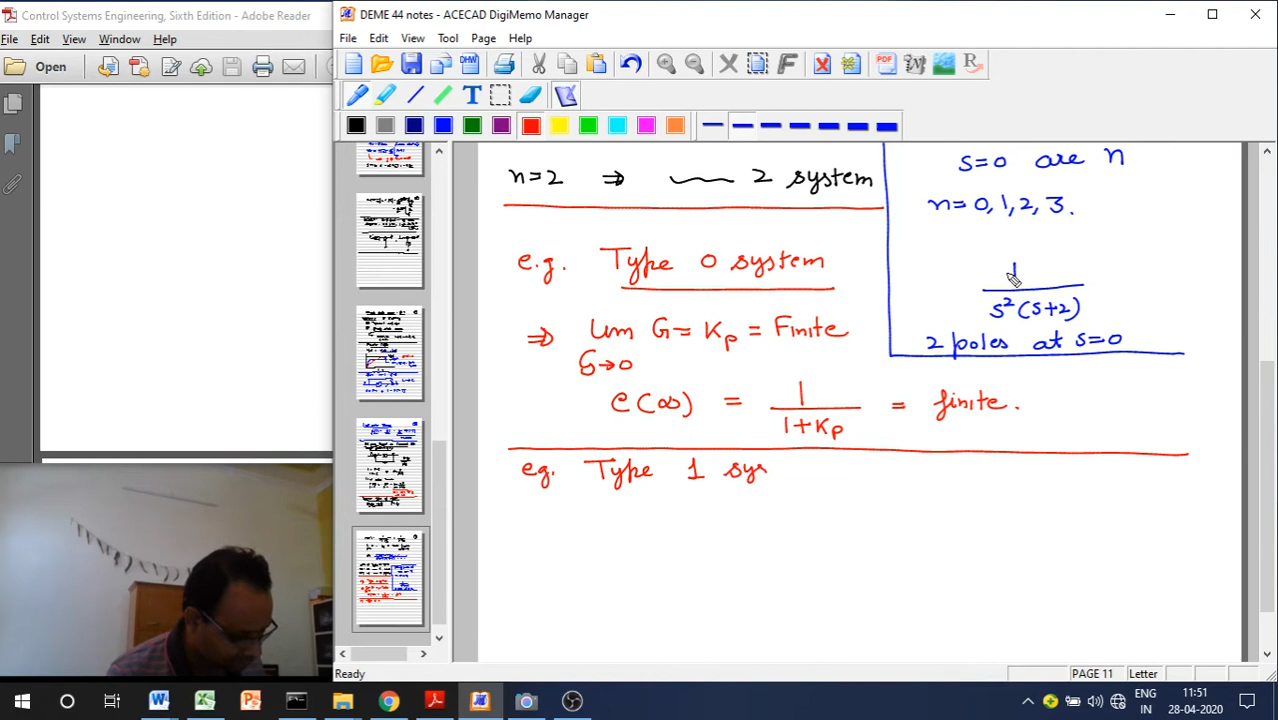 Control Systems Engineering, Sixth Edition - Adobe Reader
File Edit View Window Help
Open
DEME 44 notes - ACECAD DigiMemo Manager
File Edit View Tool Page Help
n=2 ⇒ 2 system
s=0 are n
n=0,1,2,3.
1
s²(s+2)
2 poles at s=0
e.g. Type 0 system
⇒ Lim G = Kp = Finite
S→0
e(∞) = 1 = finite.
1+Kp
eg. Type 1 sys
Ready
PAGE 11 Letter
ENG
IN
11:51
28-04-2020